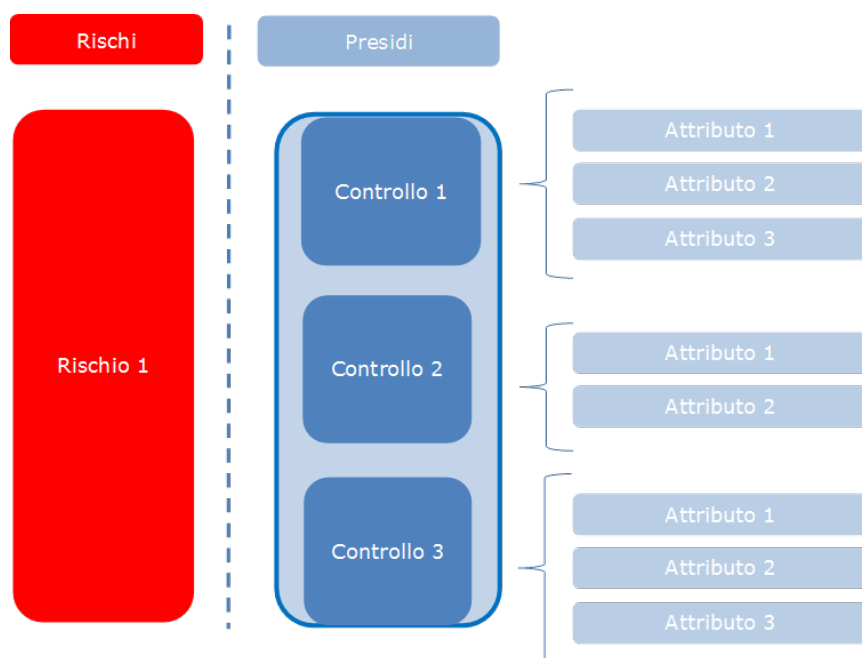 Rischi
Presidi
Rischio 1
Controllo 1
Attributo 1
Attributo 2
Attributo 3
Controllo 2
Attributo 1
Attributo 2
Controllo 3
Attributo 1
Attributo 2
Attributo 3